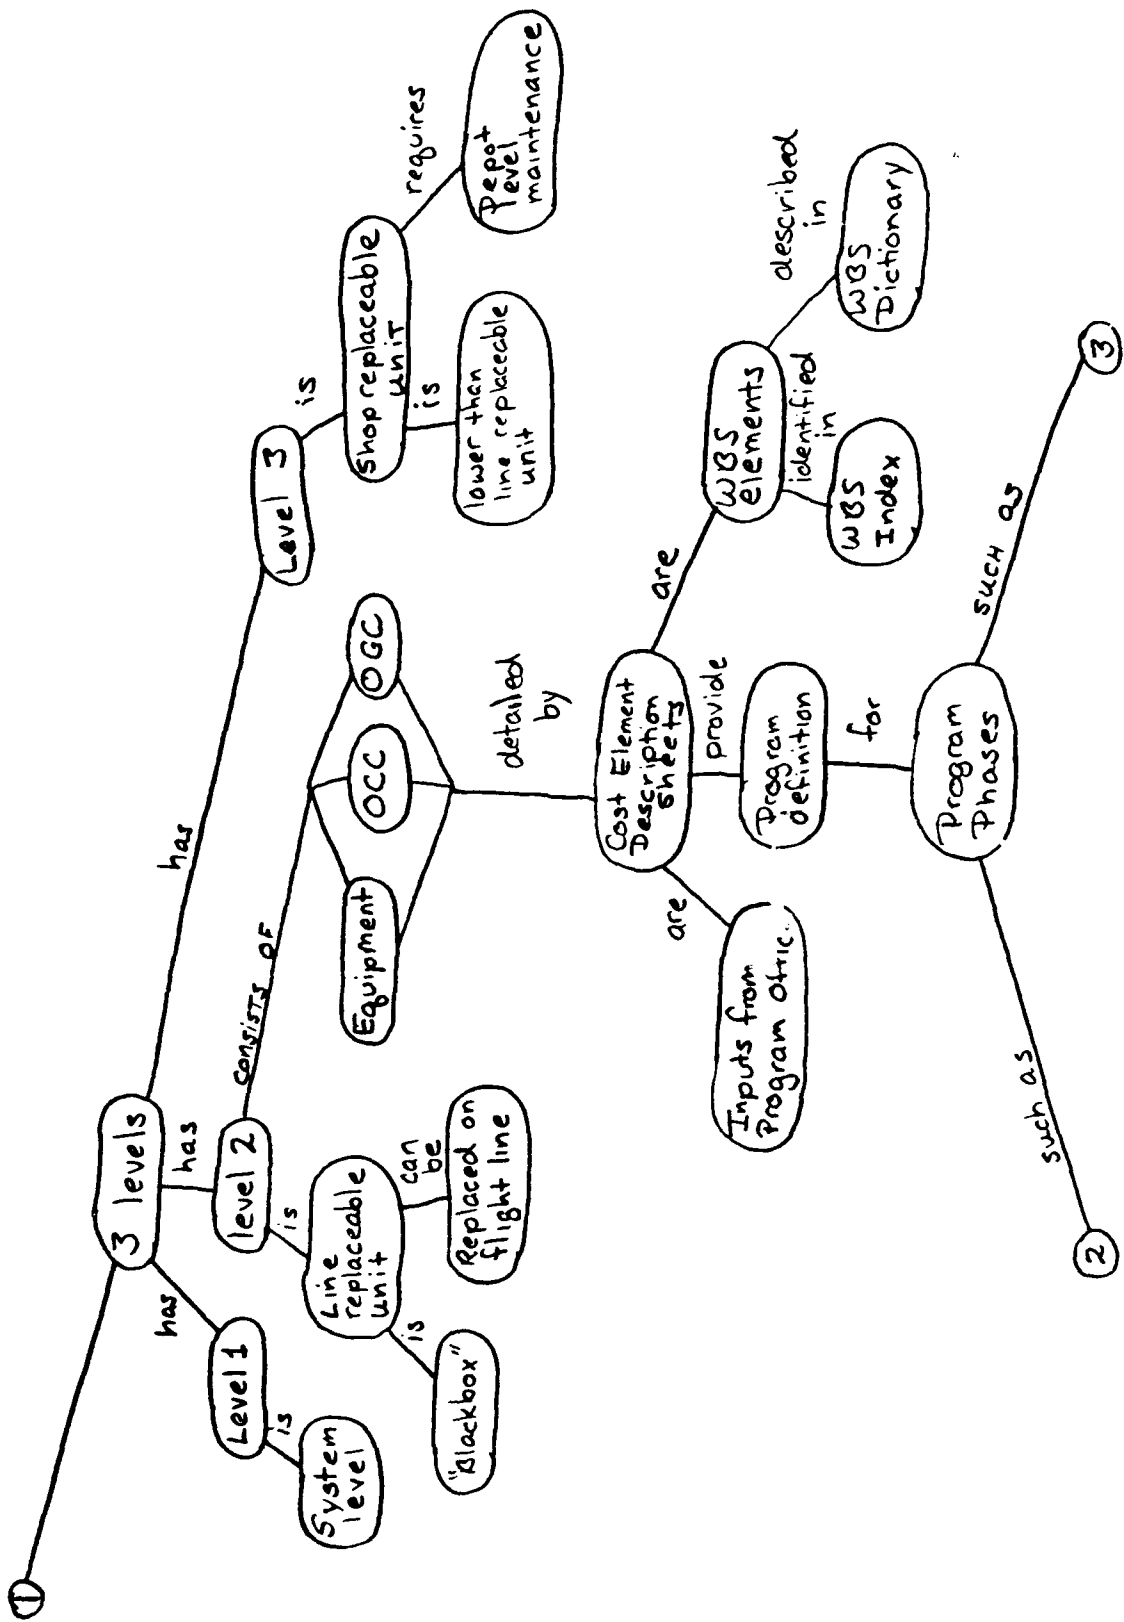 1
3 levels
has
has
has
Level 1
is
System
level
level 2
is
Line
replaceable
unit
is
"Blackbox"
can
be
Replaced on
flight line
consists of
Equipment
OCC
OGC
Level 3
is
Shop replaceable
unit
is
lower than
line replaceable
unit
requires
Depot
level
maintenance
detailed
by
Cost Element
Description
sheets
are
Inputs from
Program
provide
Program
definition
for
Program
Phases
are
WBS
elements
identified
in
WBS
Index
described
in
WBS
Dictionary
such as
2
such as
3